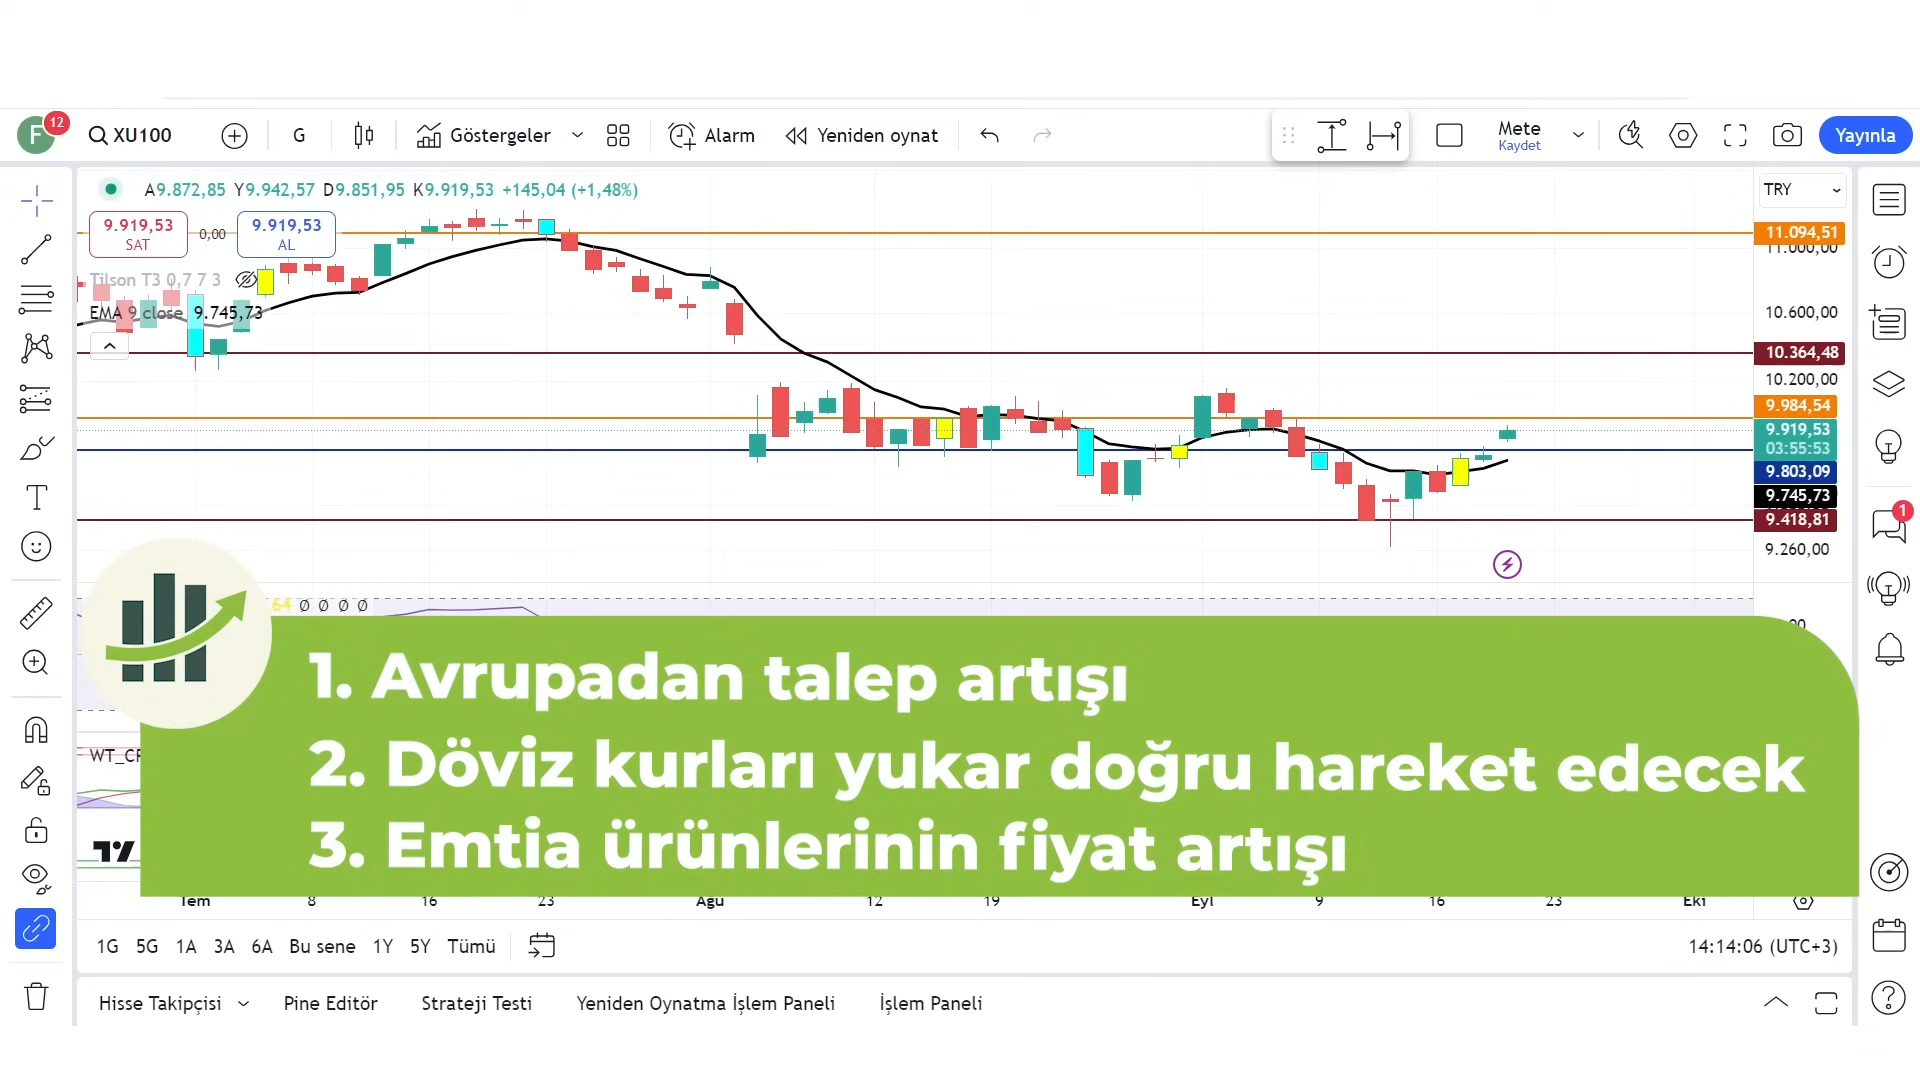 F 12 XU100 G Göstergeler Alarm Yeniden oynat Mete Kaydet Yayınla
A9.872,85 Y9.942,57 D9.851,95 K9.919,53 +145,04 (+1,48%)
TRY
9.919,53 SAT 0,00 9.919,53 AL
11.094,51
11.000,00
Tilson T3 0,7 7 3
EMA 9 close 9.745,73
10.600,00
10.364,48
10.200,00
9.984,54
9.919,53
03:55:53
9.803,09
9.745,73
9.418,81
9.260,00
64 Ø Ø Ø Ø
1. Avrupadan talep artışı
2. Döviz kurları yukar doğru hareket edecek
3. Emtia ürünlerinin fiyat artışı
Tem 8 16 23 Ağu 12 19 Eyl 9 16 23 Eki
1G 5G 1A 3A 6A Bu sene 1Y 5Y Tümü
14:14:06 (UTC+3)
Hisse Takipçisi Pine Editör Strateji Testi Yeniden Oynatma İşlem Paneli İşlem Paneli
1